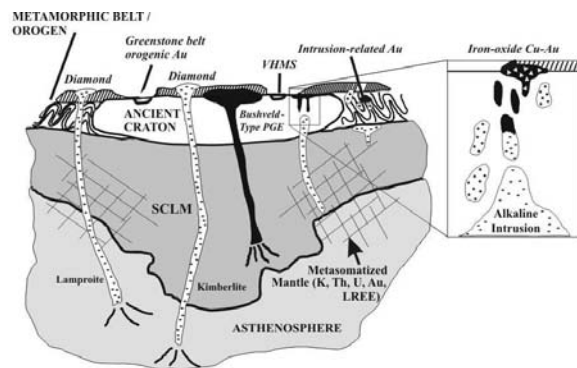 METAMORPHIC BELT /
OROGEN
Greenstone belt
orogenic Au
VHMS
Intrusion-related Au
Iron-oxide Cu-Au
Diamond
Diamond
ANCIENT
CRATON
Bushveld-
Type PGE
SCLM
Alkaline
Intrusion
Lamproite
Kimberlite
Metasomatized
Mantle (K, Th, U, Au,
LREE)
ASTHENOSPHERE